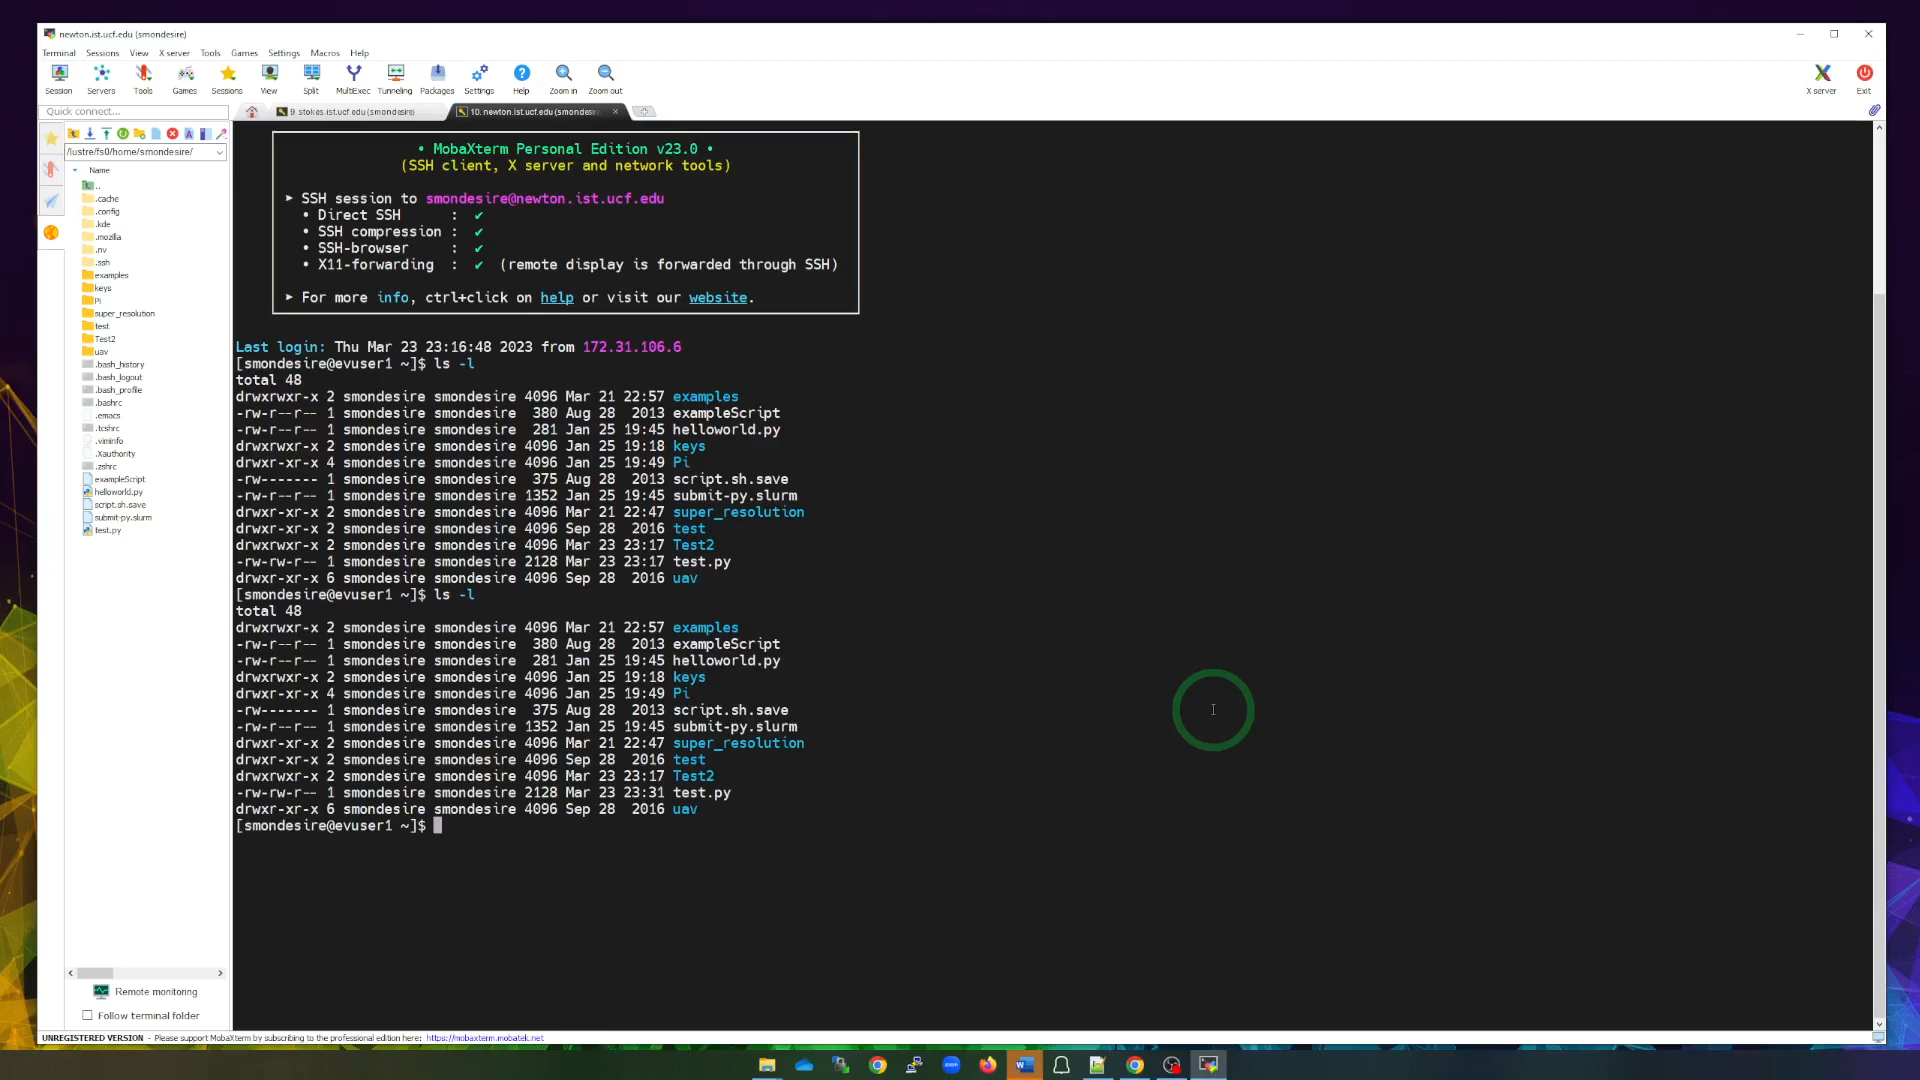 newton.ist.ucf.edu (smondesire)
Terminal Sessions View X server Tools Games Settings Macros Help
Session Servers Tools Games Sessions View Split MultiExec Tunneling Packages Settings Help Zoom in Zoom out X server Exit
Quick connect...
9. stokes.ist.ucf.edu (smondesire)
10. newton.ist.ucf.edu (smondesire
/lustre/fs0/home/smondesire/
Name
..
.cache
.config
.kde
.mozilla
.nv
.ssh
examples
keys
Pi
super_resolution
test
Test2
uav
.bash_history
.bash_logout
.bash_profile
.bashrc
.emacs
.tcshrc
.viminfo
.Xauthority
.zshrc
exampleScript
helloworld.py
script.sh.save
submit-py.slurm
test.py
Remote monitoring
Follow terminal folder
• MobaXterm Personal Edition v23.0 •
(SSH client, X server and network tools)
► SSH session to smondesire@newton.ist.ucf.edu
• Direct SSH : ✔
• SSH compression : ✔
• SSH-browser : ✔
• X11-forwarding : ✔ (remote display is forwarded through SSH)
► For more info, ctrl+click on help or visit our website.
Last login: Thu Mar 23 23:16:48 2023 from 172.31.106.6
[smondesire@evuser1 ~]$ ls -l
total 48
drwxrwxr-x 2 smondesire smondesire 4096 Mar 21 22:57 examples
-rw-r--r-- 1 smondesire smondesire 380 Aug 28 2013 exampleScript
-rw-r--r-- 1 smondesire smondesire 281 Jan 25 19:45 helloworld.py
drwxrwxr-x 2 smondesire smondesire 4096 Jan 25 19:18 keys
drwxr-xr-x 4 smondesire smondesire 4096 Jan 25 19:49 Pi
-rw------- 1 smondesire smondesire 375 Aug 28 2013 script.sh.save
-rw-r--r-- 1 smondesire smondesire 1352 Jan 25 19:45 submit-py.slurm
drwxr-xr-x 2 smondesire smondesire 4096 Mar 21 22:47 super_resolution
drwxr-xr-x 2 smondesire smondesire 4096 Sep 28 2016 test
drwxrwxr-x 2 smondesire smondesire 4096 Mar 23 23:17 Test2
-rw-rw-r-- 1 smondesire smondesire 2128 Mar 23 23:17 test.py
drwxr-xr-x 6 smondesire smondesire 4096 Sep 28 2016 uav
[smondesire@evuser1 ~]$ ls -l
total 48
drwxrwxr-x 2 smondesire smondesire 4096 Mar 21 22:57 examples
-rw-r--r-- 1 smondesire smondesire 380 Aug 28 2013 exampleScript
-rw-r--r-- 1 smondesire smondesire 281 Jan 25 19:45 helloworld.py
drwxrwxr-x 2 smondesire smondesire 4096 Jan 25 19:18 keys
drwxr-xr-x 4 smondesire smondesire 4096 Jan 25 19:49 Pi
-rw------- 1 smondesire smondesire 375 Aug 28 2013 script.sh.save
-rw-r--r-- 1 smondesire smondesire 1352 Jan 25 19:45 submit-py.slurm
drwxr-xr-x 2 smondesire smondesire 4096 Mar 21 22:47 super_resolution
drwxr-xr-x 2 smondesire smondesire 4096 Sep 28 2016 test
drwxrwxr-x 2 smondesire smondesire 4096 Mar 23 23:17 Test2
-rw-rw-r-- 1 smondesire smondesire 2128 Mar 23 23:31 test.py
drwxr-xr-x 6 smondesire smondesire 4096 Sep 28 2016 uav
[smondesire@evuser1 ~]$
UNREGISTERED VERSION - Please support MobaXterm by subscribing to the professional edition here: https://mobaxterm.mobatek.net